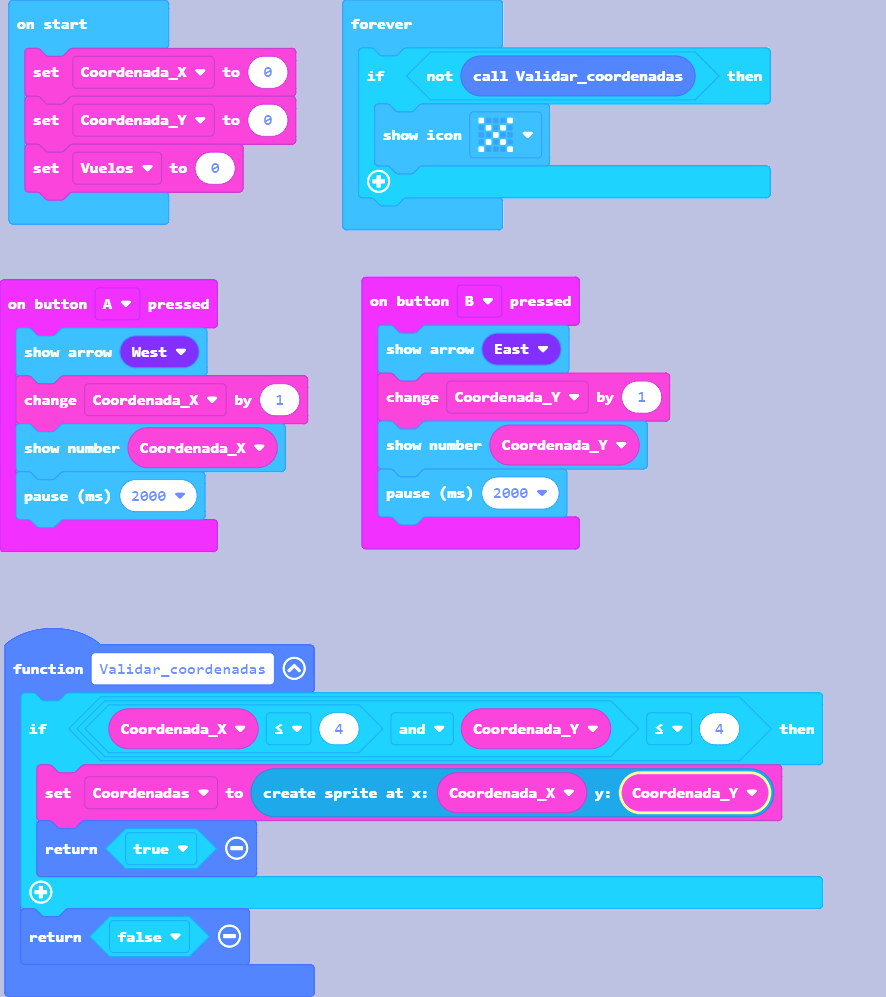 on start
set Coordenada_X to 0
set Coordenada_Y to 0
set Vuelos to 0
forever
if not call Validar_coordenadas then
show icon
on button A pressed
show arrow West
change Coordenada_X by 1
show number Coordenada_X
pause (ms) 2000
on button B pressed
show arrow East
change Coordenada_Y by 1
show number Coordenada_Y
pause (ms) 2000
function Validar_coordenadas
if Coordenada_X ≤ 4 and Coordenada_Y ≤ 4 then
set Coordenadas to create sprite at x: Coordenada_X y: Coordenada_Y
return true
return false